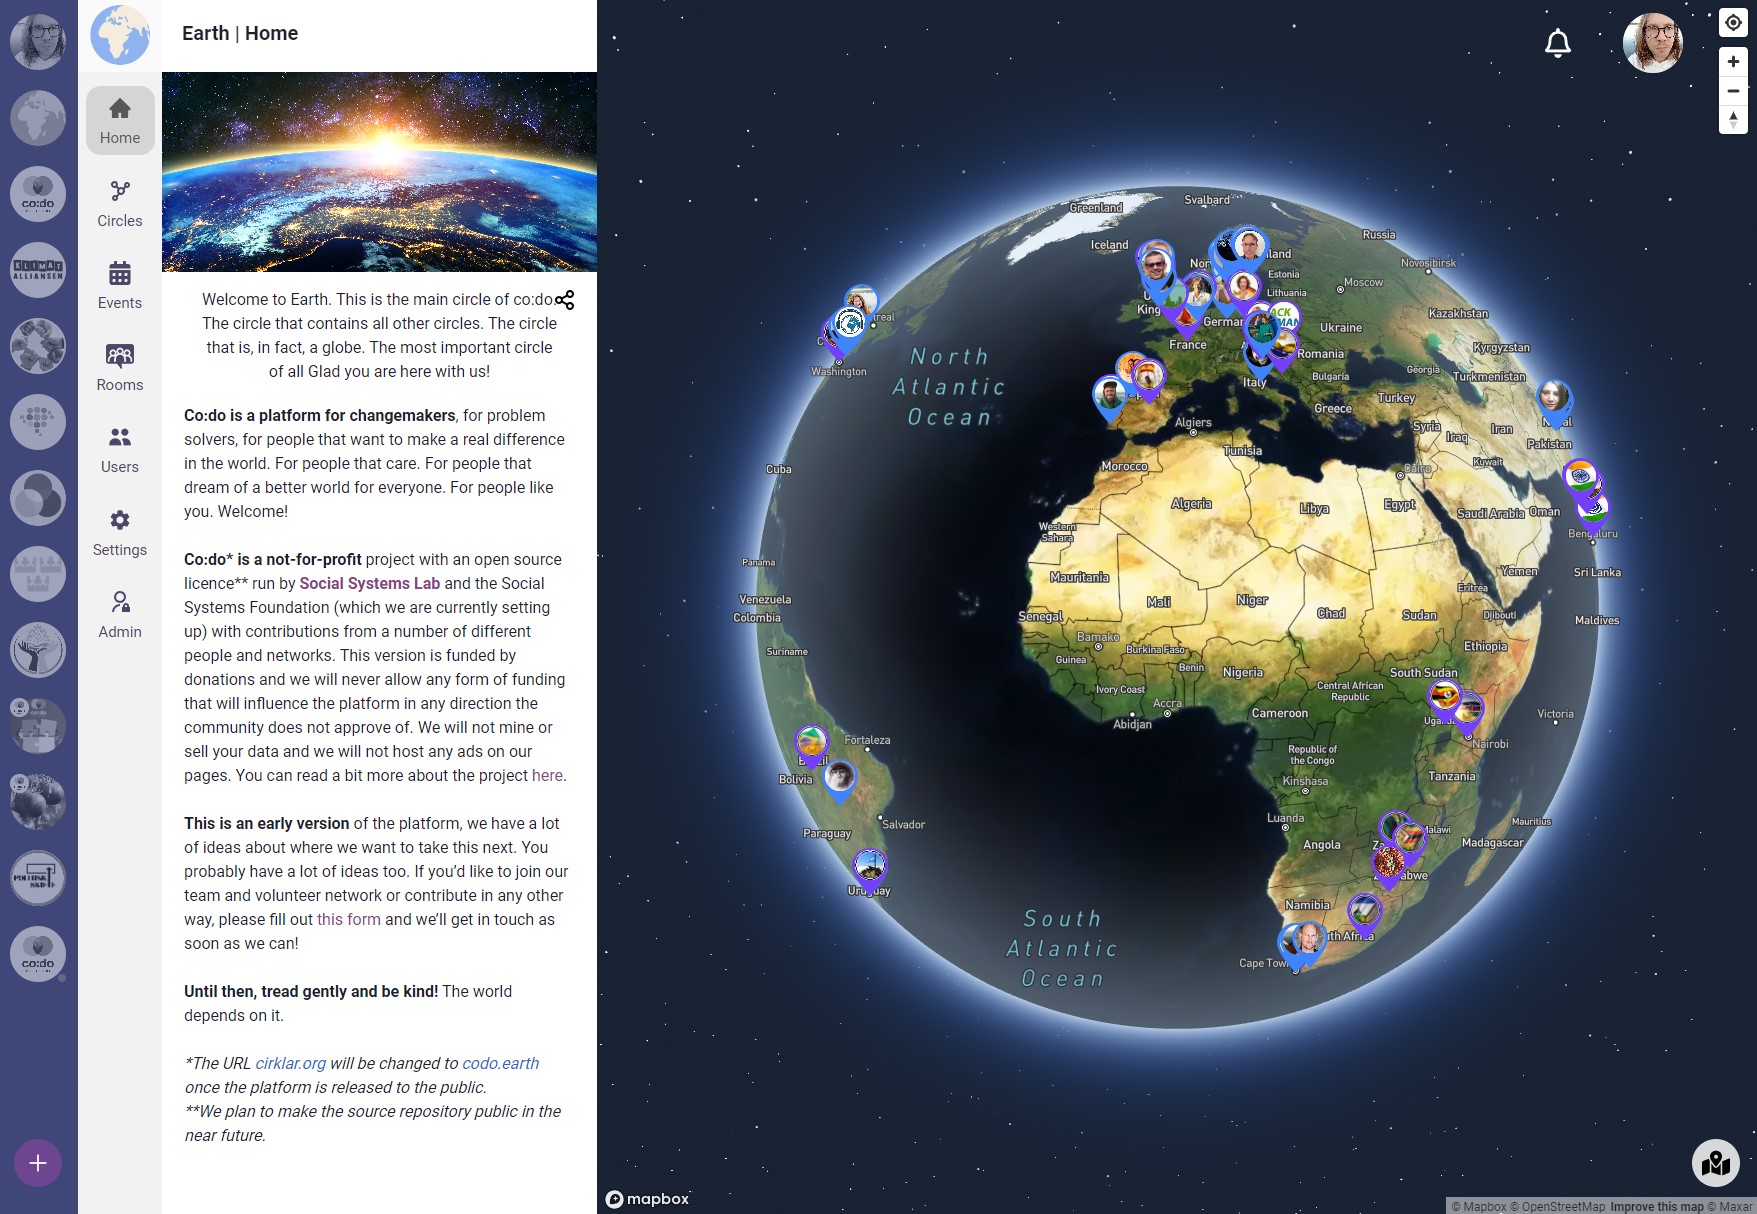 Earth | Home
co:do
KLIMAT
ALLIANSEN
co:do
Home
Circles
Events
Rooms
Users
Settings
Admin
Welcome to Earth. This is the main circle of co:do.
The circle that contains all other circles. The circle
that is, in fact, a globe. The most important circle
of all Glad you are here with us!
Co:do is a platform for changemakers, for problem
solvers, for people that want to make a real difference
in the world. For people that care. For people that
dream of a better world for everyone. For people like
you. Welcome!
Co:do* is a not-for-profit project with an open source
licence** run by Social Systems Lab and the Social
Systems Foundation (which we are currently setting
up) with contributions from a number of different
people and networks. This version is funded by
donations and we will never allow any form of funding
that will influence the platform in any direction the
community does not approve of. We will not mine or
sell your data and we will not host any ads on our
pages. You can read a bit more about the project here.
This is an early version of the platform, we have a lot
of ideas about where we want to take this next. You
probably have a lot of ideas too. If you'd like to join our
team and volunteer network or contribute in any other
way, please fill out this form and we'll get in touch as
soon as we can!
Until then, tread gently and be kind! The world
depends on it.
*The URL cirklar.org will be changed to codo.earth
once the platform is released to the public.
**We plan to make the source repository public in the
near future.
Greenland
Svalbard
Iceland
Russia
Novosibirsk
Estonia
Moscow
Lithuania
Kazakhstan
German
Ukraine
France
Kyrgyzstan
Romania
North
Atlantic
Ocean
Washington
Georgia
Turkmenistan
Bulgaria
Italy
Turkey
Greece
Algiers
Syria
Iraq
Iran
Pakistan
Tunisia
Morocco
Cuba
Kuwait
Cairo
Algeria
Libya
Egypt
Saudi Arabia
Oman
Western
Sahara
Bengaluru
Panama
Mauritania
Yemen
Sri Lanka
Eritrea
Venezuela
Mali
Niger
Chad
Sudan
Djibouti
Colombia
Senegal
Maldives
Bamako
Burkina Faso
Ethiopia
Suriname
Guinea
Benin
Nigeria
South Sudan
Ivory Coast
Central African
Republic
Accra
Abidjan
Cameroon
Victoria
Fortaleza
Nairobi
Republic of
the Congo
Bolivia
Kinshasa
Tanzania
Luanda
Salvador
Paraguay
Malawi
Mauritius
Angola
Madagascar
Uruguay
Namibia
South
Atlantic
Ocean
Cape Tow
mapbox
© Mapbox © OpenStreetMap Improve this map © Maxar